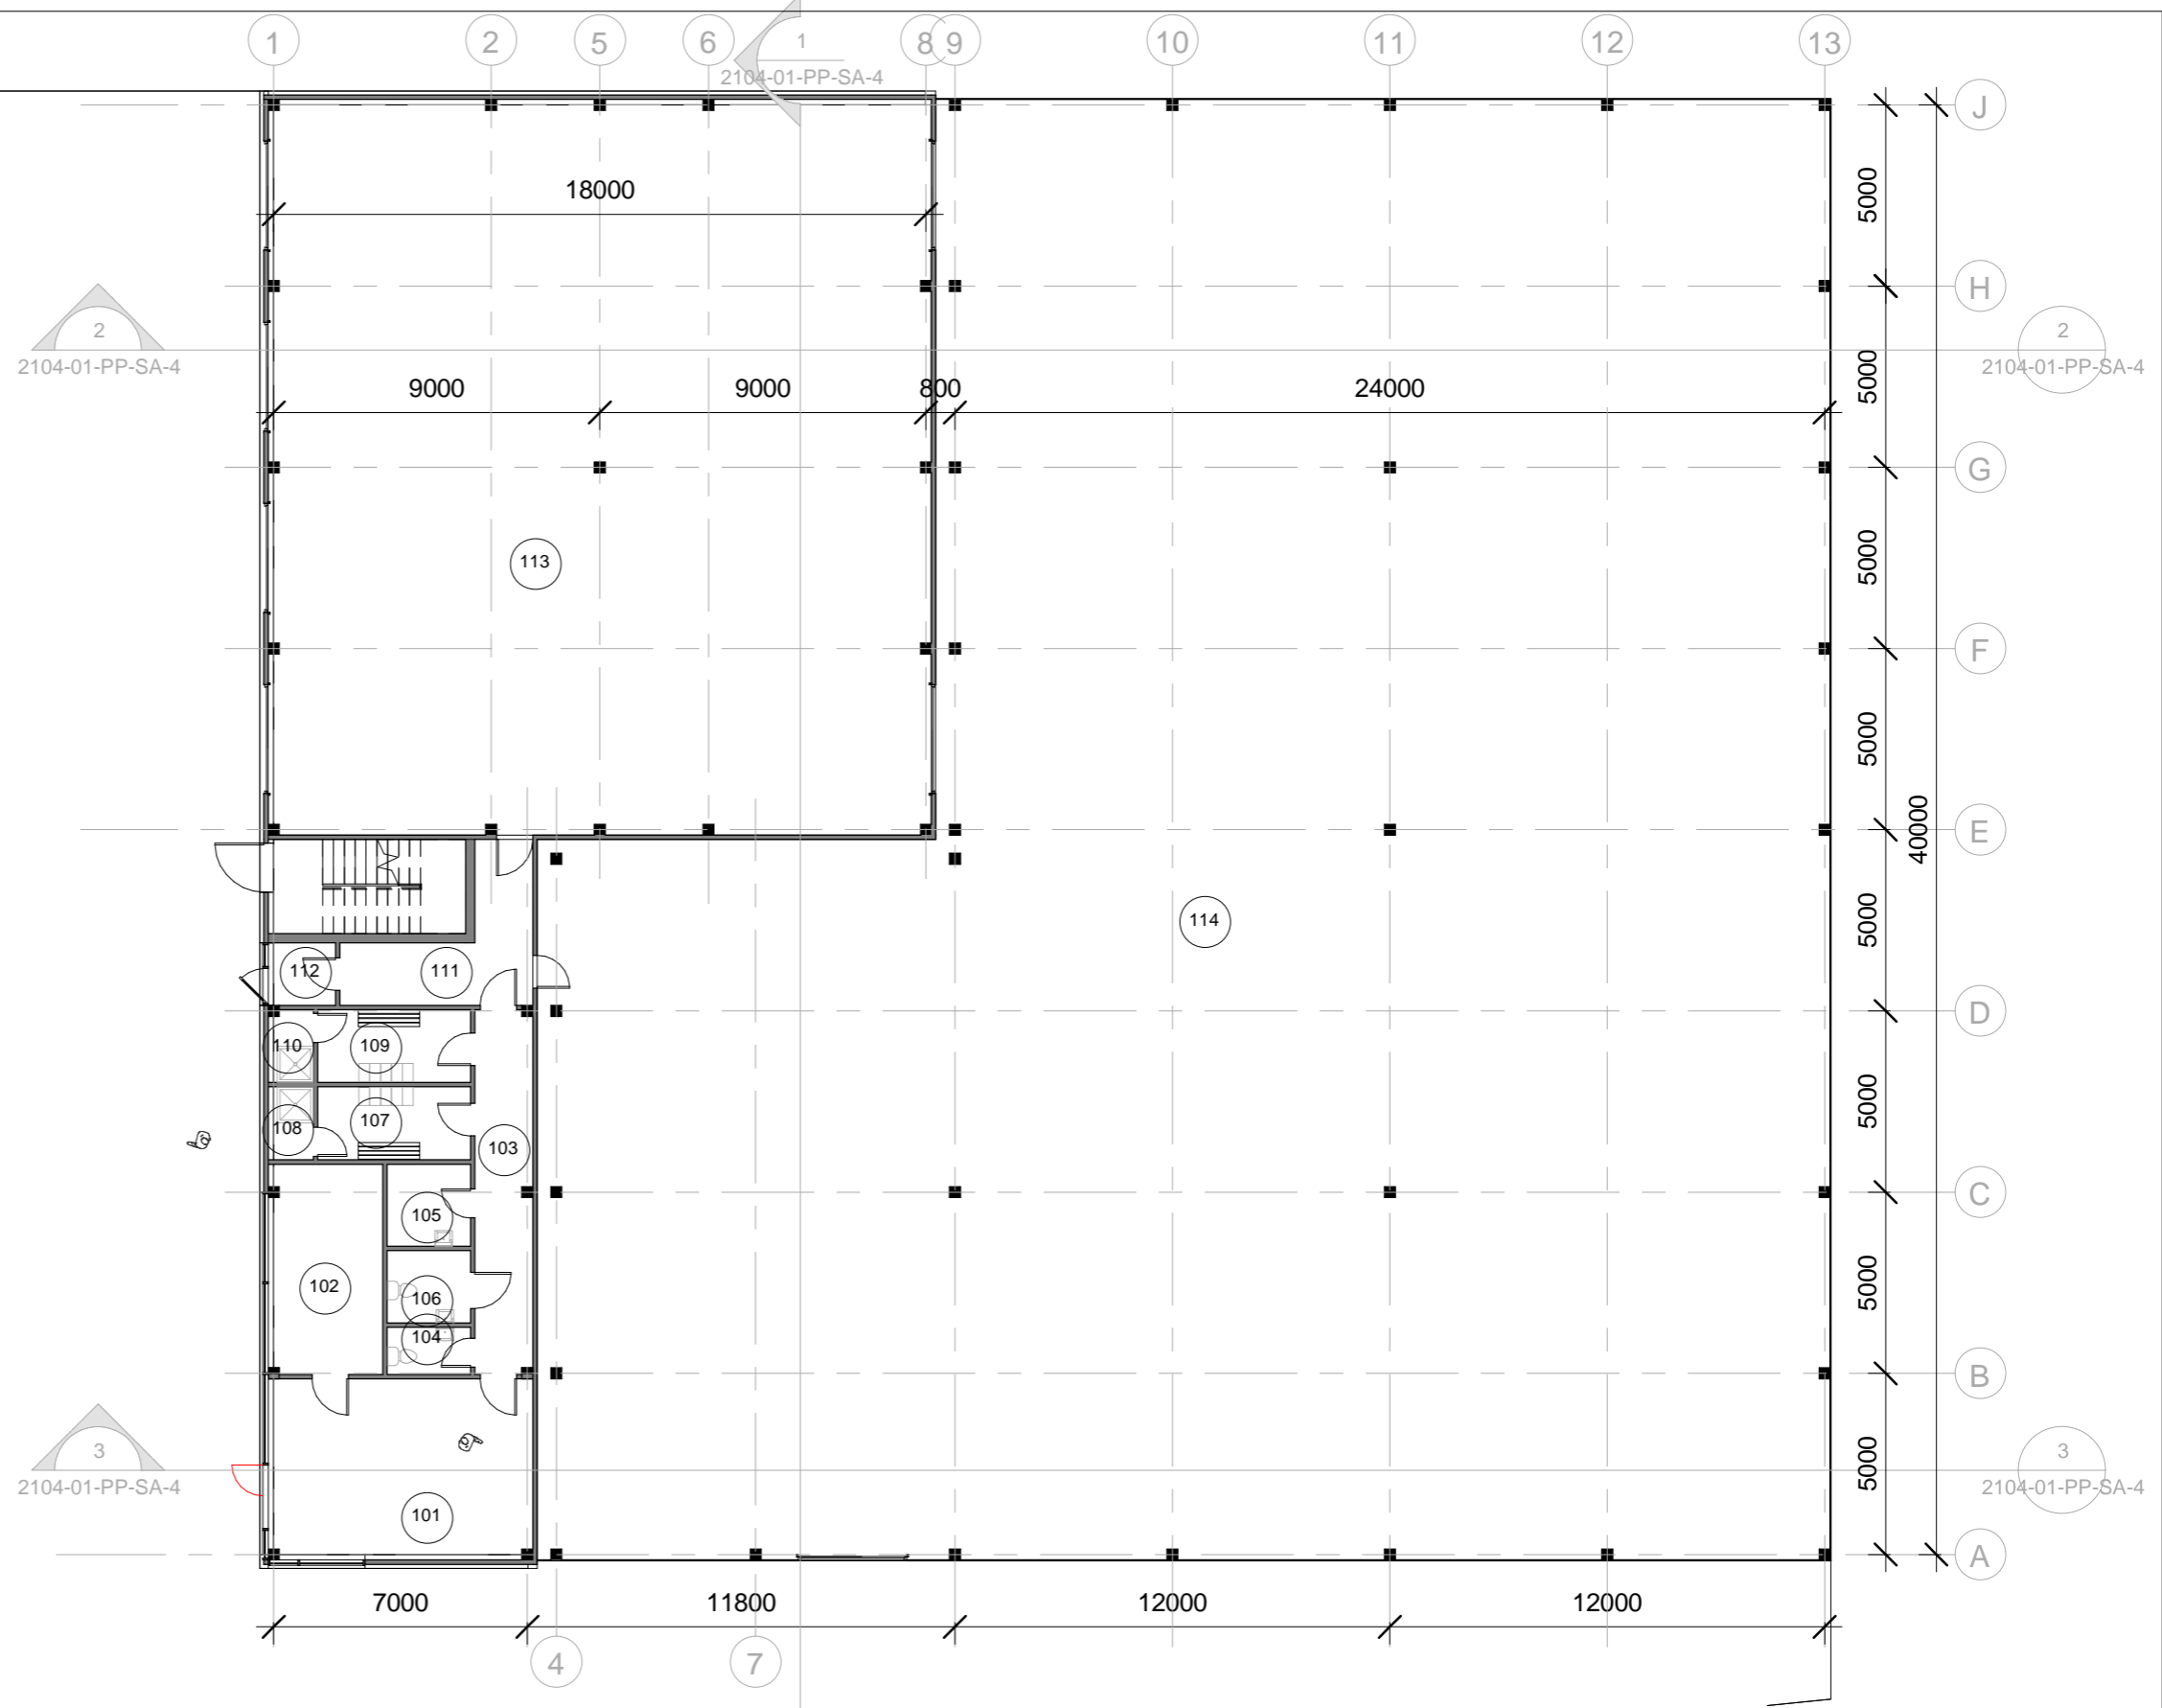 1 2 5 6 1 8 9 10 11 12 13
2104-01-PP-SA-4
J
5000
18000
H
2
2104-01-PP-SA-4
2
2104-01-PP-SA-4
9000 9000 800 24000
5000
G
113
5000
F
5000
E
40000
114
5000
112 111
D
110 109
108 107
103
5000
C
105
102
106
104
5000
B
3
2104-01-PP-SA-4
3
2104-01-PP-SA-4
5000
101
A
7000 11800 12000 12000
4 7